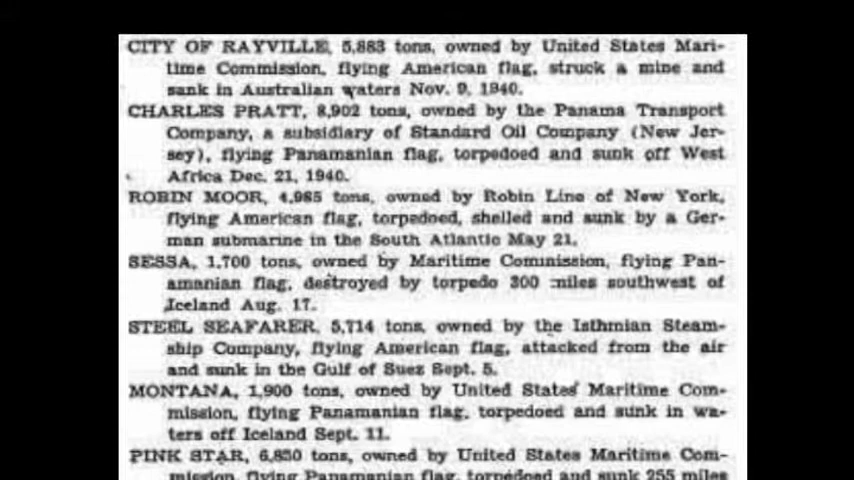 CITY OF RAYVILLE, 5,883 tons, owned by United States Mari-
time Commission, flying American flag, struck a mine and
sank in Australian waters Nov. 9, 1940.
CHARLES PRATT, 8,902 tons, owned by the Panama Transport
Company, a subsidiary of Standard Oil Company (New Jer-
sey), flying Panamanian flag, torpedoed and sunk off West
Africa Dec. 21, 1940.
ROBIN MOOR, 4,985 tons, owned by Robin Line of New York,
flying American flag, torpedoed, shelled and sunk by a Ger-
man submarine in the South Atlantic May 21.
SESSA, 1,700 tons, owned by Maritime Commission, flying Pan-
amanian flag, destroyed by torpedo 300 miles southwest of
Iceland Aug. 17.
STEEL SEAFARER, 5,714 tons, owned by the Isthmian Steam-
ship Company, flying American flag, attacked from the air
and sunk in the Gulf of Suez Sept. 5.
MONTANA, 1,900 tons, owned by United States Maritime Com-
mission, flying Panamanian flag, torpedoed and sunk in wa-
ters off Iceland Sept. 11.
PINK STAR, 6,850 tons, owned by United States Maritime Com-
mission, flying Panamanian flag, torpedoed and sunk 255 miles